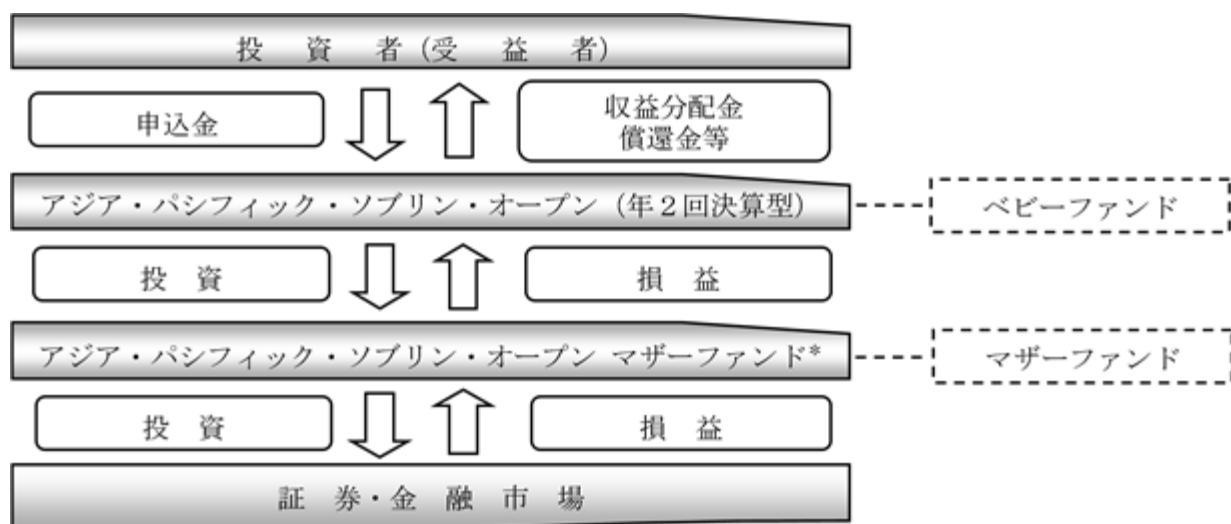 投資者(受益者)
申込金
収益分配金
償還金等
アジア・パシフィック・ソブリン・オープン (年2回決算型)
ベビーファンド
投資
損益
アジア・パシフィック・ソブリン・オープン マザーファンド*
マザーファンド
投資
損益
証券・金融市場